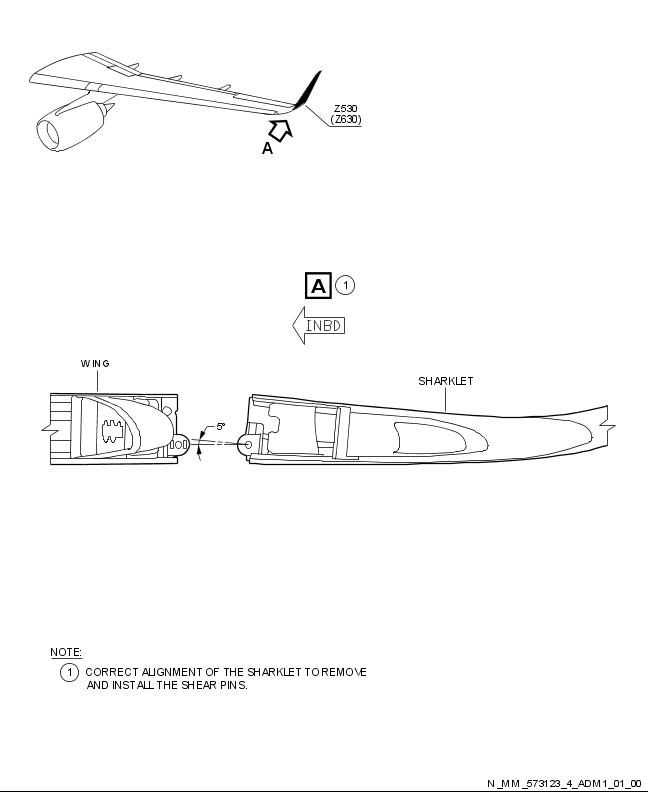 Z530
(Z630)
A
A 1
INBD
WING
SHARKLET
5°
NOTE:
1 CORRECT ALIGNMENT OF THE SHARKLET TO REMOVE
AND INSTALL THE SHEAR PINS.
N_MM_573123_4_ADM1_01_00